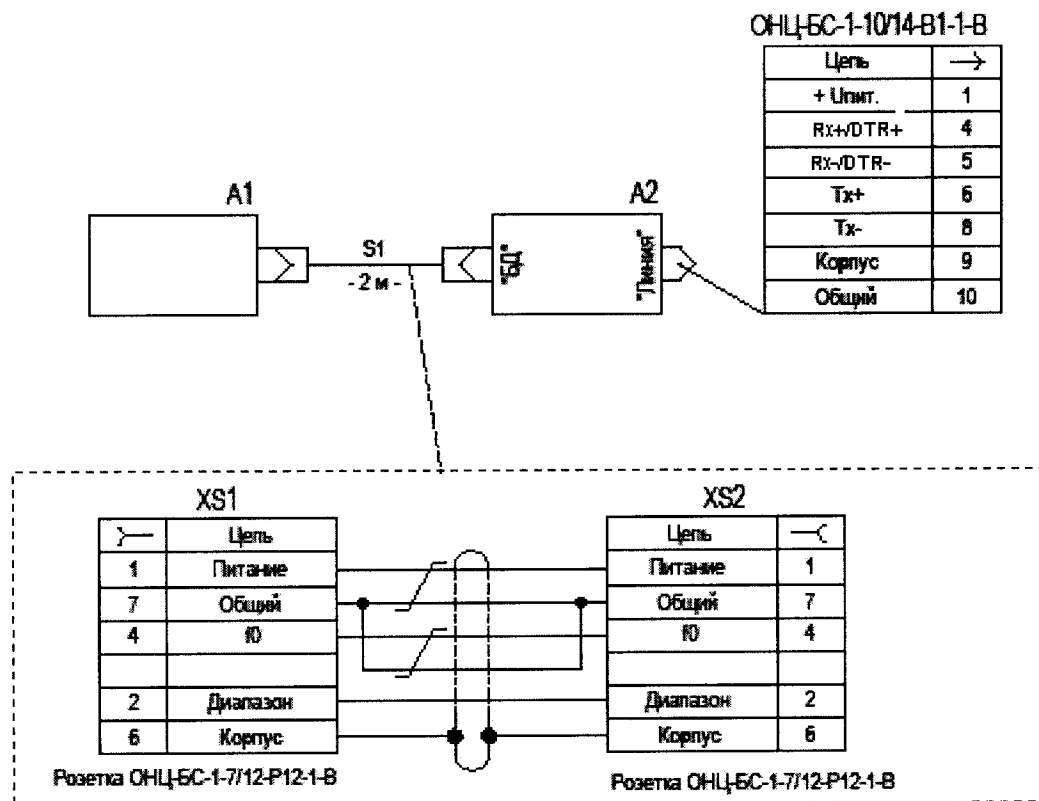 ОНЦ-БС-1-10/14-В1-1-В
Цепь
+ Uпит. 1
Rx+/DTR+ 4
Rx-/DTR- 5
Tx+ 6
Tx- 8
Корпус 9
Общий 10
A1
S1
- 2 м -
A2
"БД"
"Линия"
XS1
Цепь
1 Питание
7 Общий
4 f0
2 Диапазон
6 Корпус
Розетка ОНЦ-БС-1-7/12-Р12-1-В
XS2
Цепь
Питание 1
Общий 7
f0 4
Диапазон 2
Корпус 6
Розетка ОНЦ-БС-1-7/12-Р12-1-В